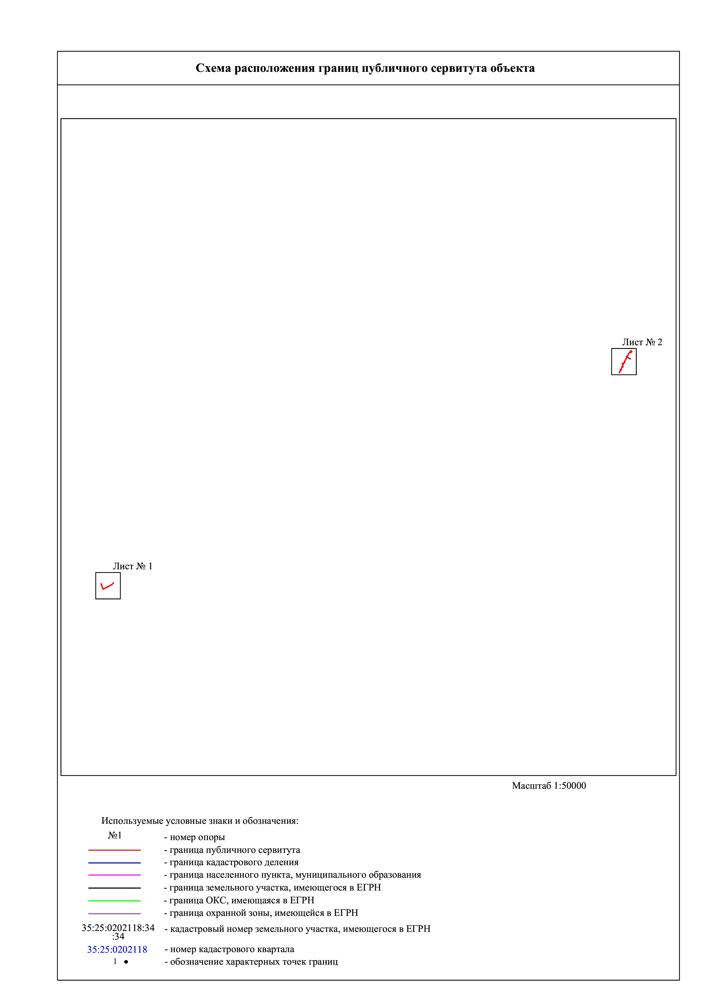 Схема расположения границ публичного сервитута объекта
Лист № 2
Лист № 1
Масштаб 1:50000
Используемые условные знаки и обозначения:
№1 - номер опоры
- граница публичного сервитута
- граница кадастрового деления
- граница населенного пункта, муниципального образования
- граница земельного участка, имеющегося в ЕГРН
- граница ОКС, имеющаяся в ЕГРН
- граница охранной зоны, имеющейся в ЕГРН
35:25:0202118:34 - кадастровый номер земельного участка, имеющегося в ЕГРН
:34
35:25:0202118 - номер кадастрового квартала
1 - обозначение характерных точек границ